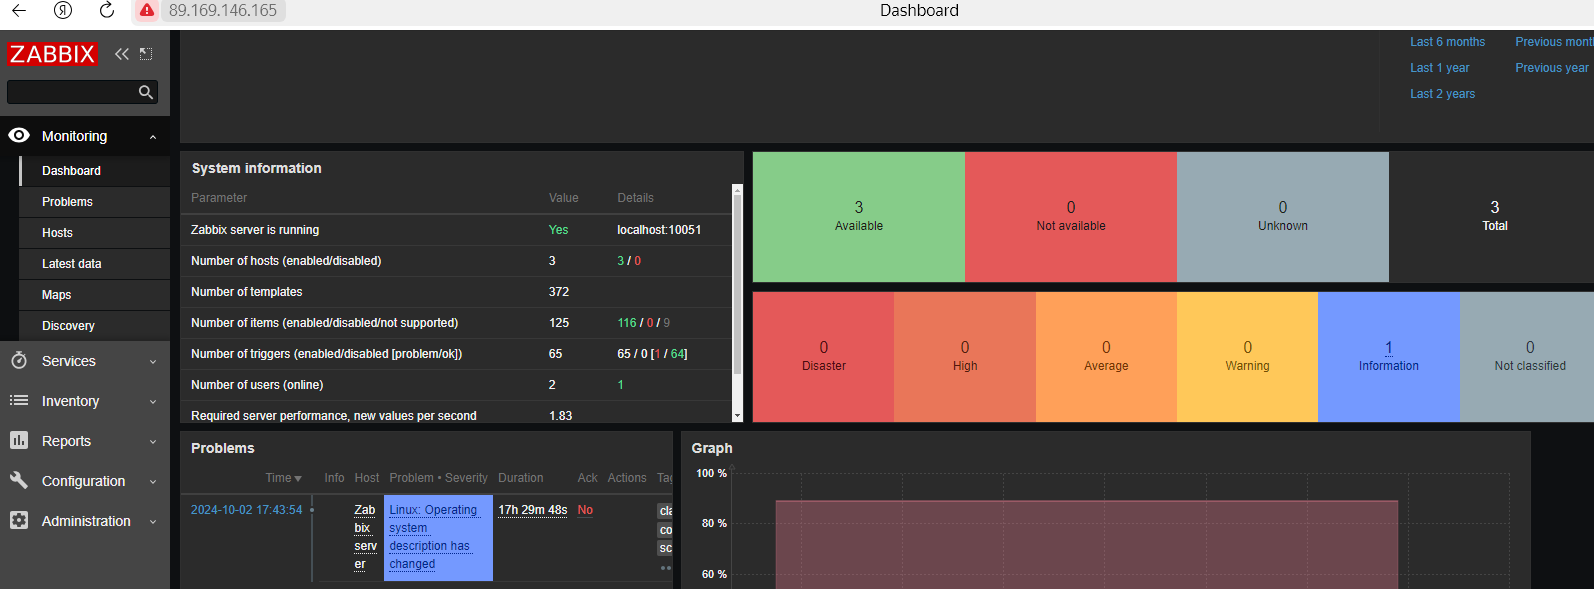 89.169.146.165
Dashboard
ZABBIX
Monitoring
Dashboard
Problems
Hosts
Latest data
Maps
Discovery
Services
Inventory
Reports
Configuration
Administration
Last 6 months Previous mont
Last 1 year Previous year
Last 2 years
System information
Parameter Value Details
Zabbix server is running Yes localhost:10051
Number of hosts (enabled/disabled) 3 3 / 0
Number of templates 372
Number of items (enabled/disabled/not supported) 125 116 / 0 / 9
Number of triggers (enabled/disabled [problem/ok]) 65 65 / 0 [1 / 64]
Number of users (online) 2 1
Required server performance, new values per second 1.83
3 0 0 3
Available Not available Unknown Total
0 0 0 0 1 0
Disaster High Average Warning Information Not classified
Problems
Time Info Host Problem • Severity Duration Ack Actions Tag
2024-10-02 17:43:54 Zab Linux: Operating 17h 29m 48s No cla
bix system co
serv description has sc
er changed
Graph
100 %
80 %
60 %